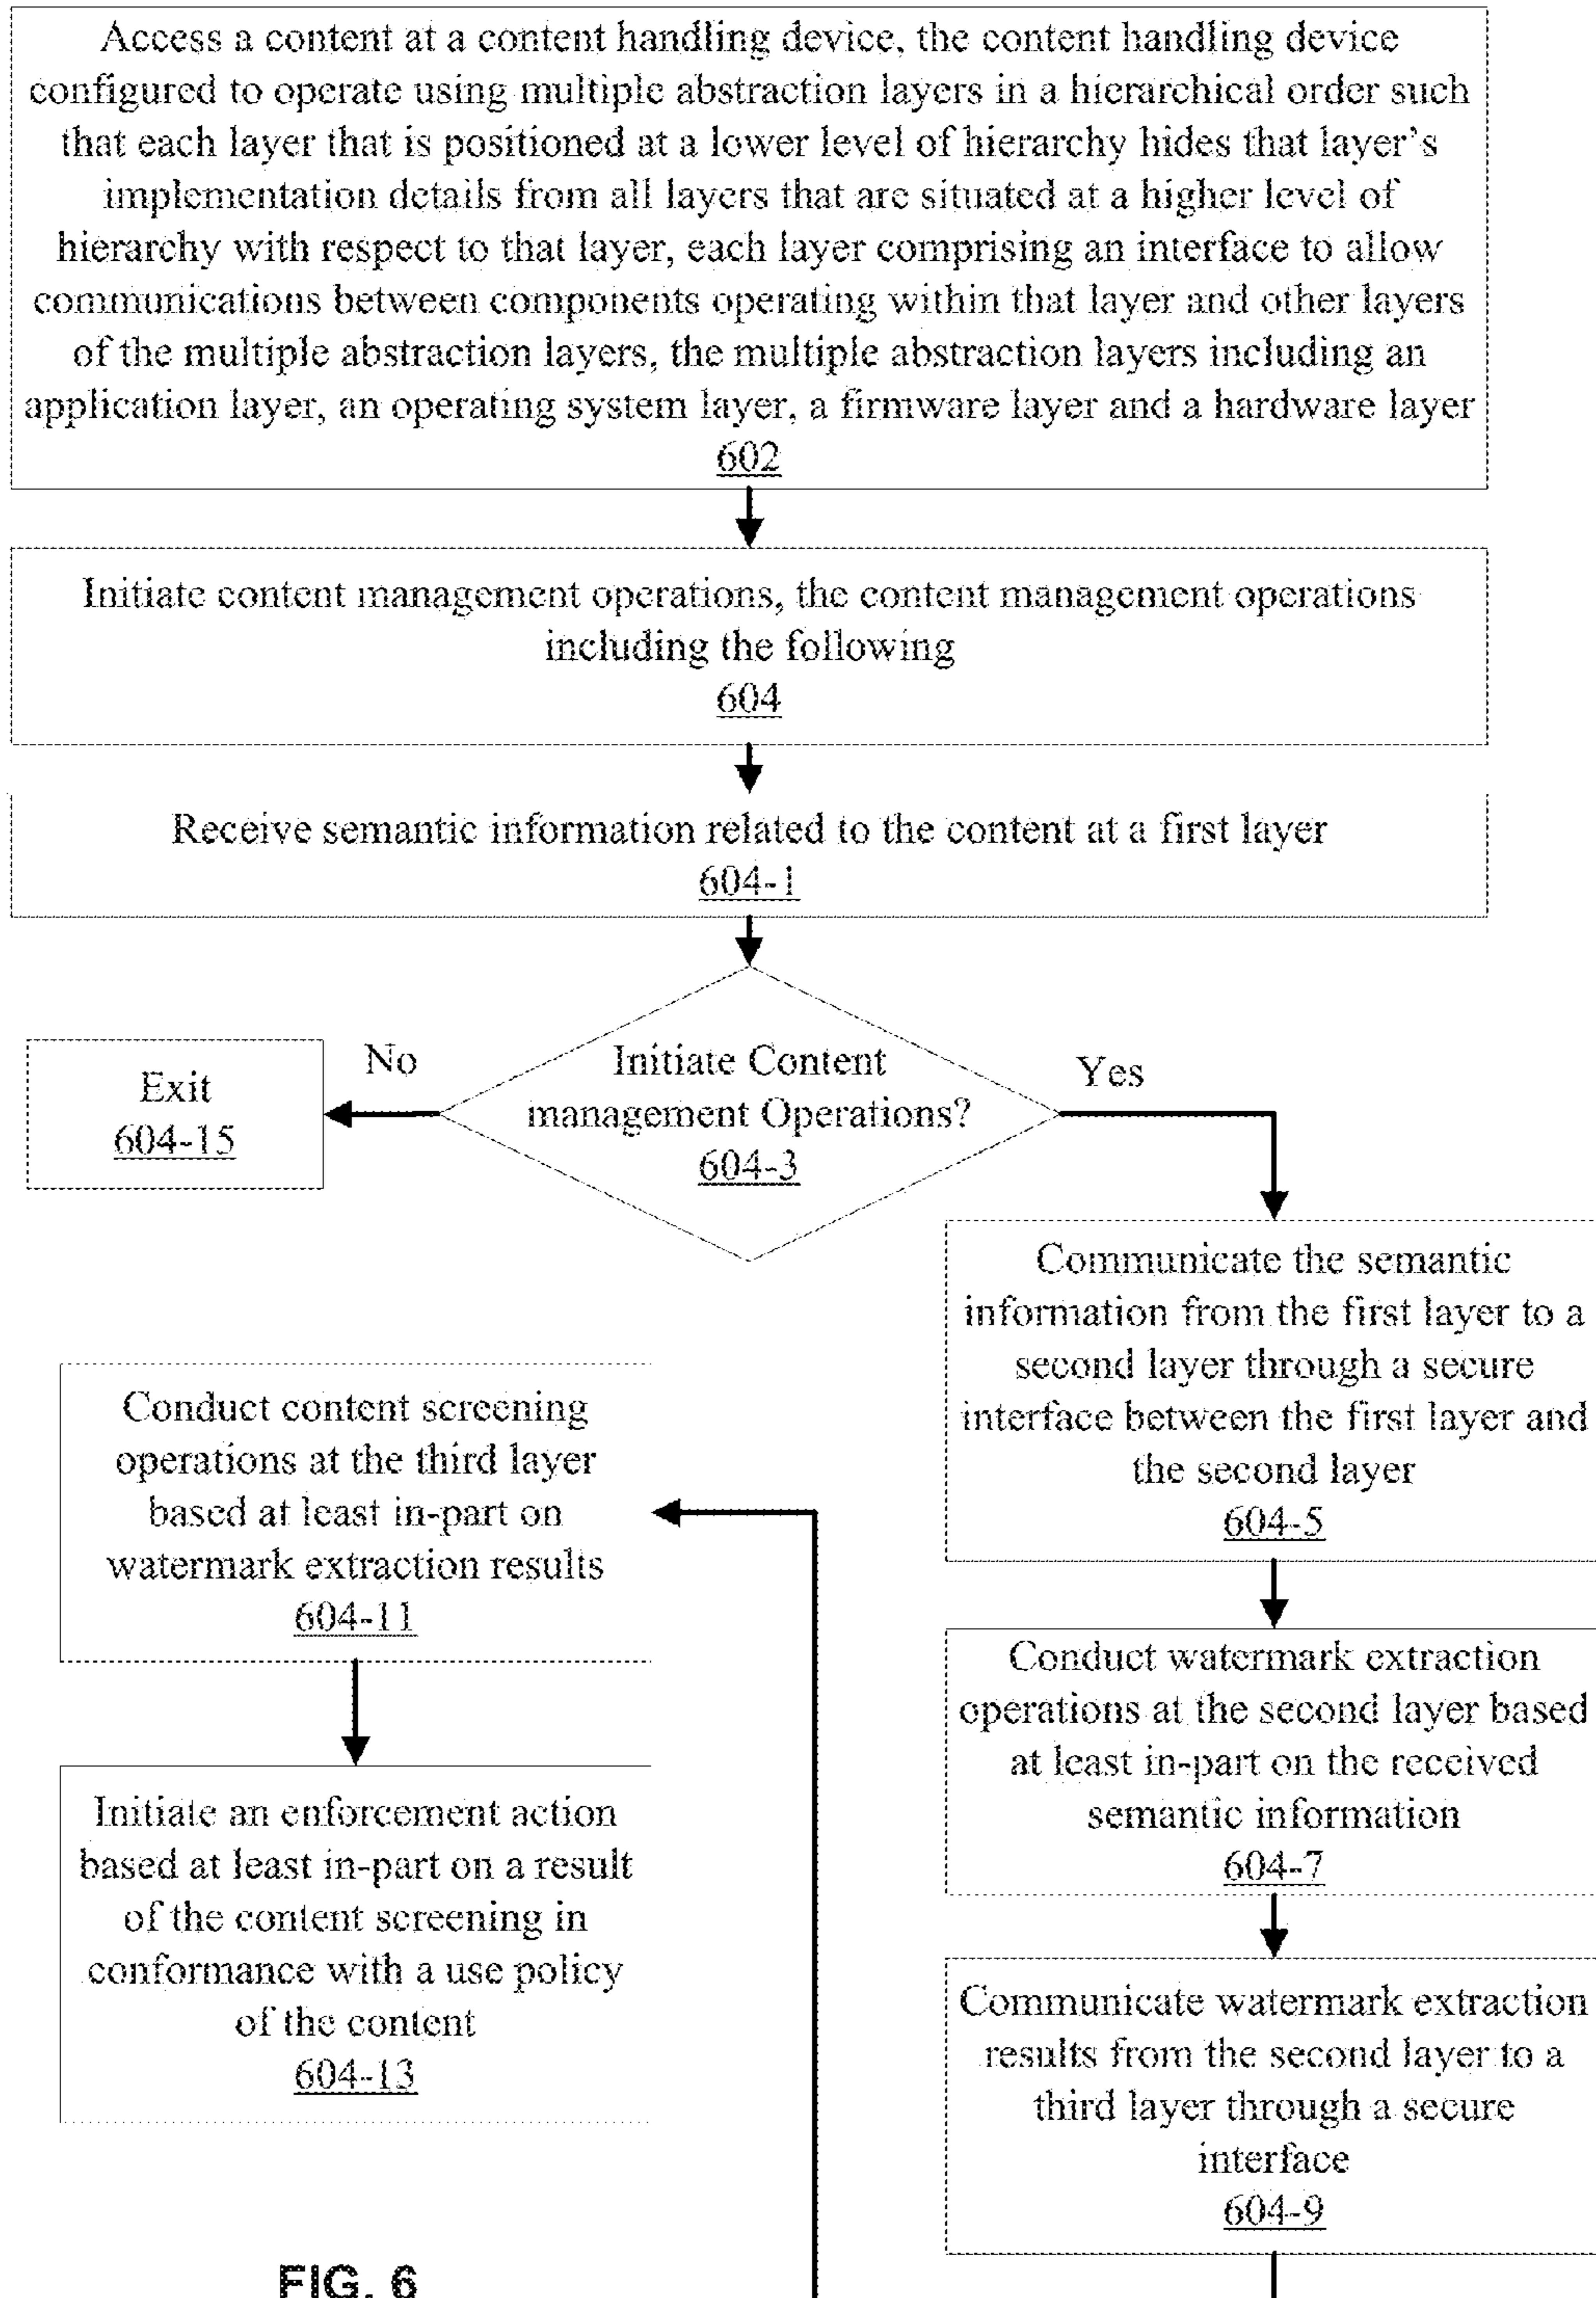 Access a content at a content handling device, the content handling device
configured to operate using multiple abstraction layers in a hierarchical order such
that each layer that is positioned at a lower level of hierarchy hides that layer's
implementation details from all layers that are situated at a higher level of
hierarchy with respect to that layer, each layer comprising an interface to allow
communications between components operating within that layer and other layers
of the multiple abstraction layers, the multiple abstraction layers including an
application layer, an operating system layer, a firmware layer and a hardware layer
602
Initiate content management operations, the content management operations
including the following
604
Receive semantic information related to the content at a first layer
604-1
Initiate Content
management Operations?
604-3
No
Exit
604-15
Yes
Communicate the semantic
information from the first layer to a
second layer through a secure
interface between the first layer and
the second layer
604-5
Conduct watermark extraction
operations at the second layer based
at least in-part on the received
semantic information
604-7
Communicate watermark extraction
results from the second layer to a
third layer through a secure
interface
604-9
Conduct content screening
operations at the third layer
based at least in-part on
watermark extraction results
604-11
Initiate an enforcement action
based at least in-part on a result
of the content screening in
conformance with a use policy
of the content
604-13
FIG. 6